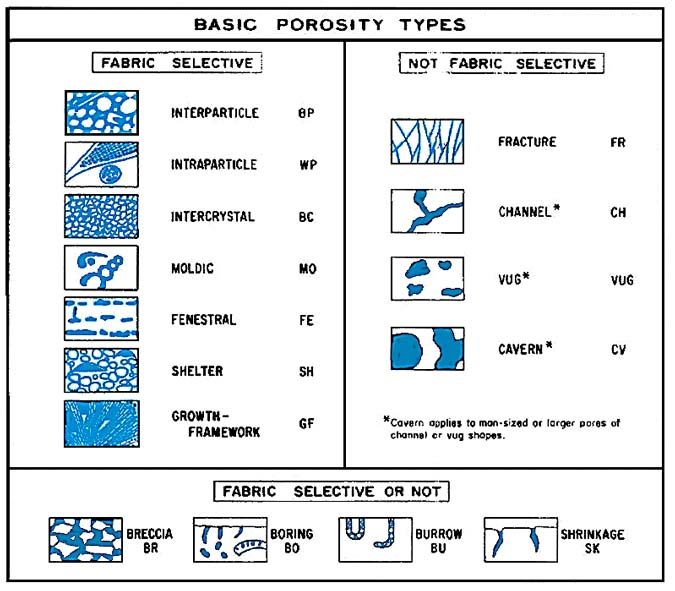 BASIC POROSITY TYPES
FABRIC SELECTIVE
INTERPARTICLE BP
INTRAPARTICLE WP
INTERCRYSTAL BC
MOLDIC MO
FENESTRAL FE
SHELTER SH
GROWTH-
FRAMEWORK GF
NOT FABRIC SELECTIVE
FRACTURE FR
CHANNEL* CH
VUG* VUG
CAVERN* CV
*Cavern applies to man-sized or larger pores of
channel or vug shapes.
FABRIC SELECTIVE OR NOT
BRECCIA
BR
BORING
BO
BURROW
BU
SHRINKAGE
SK